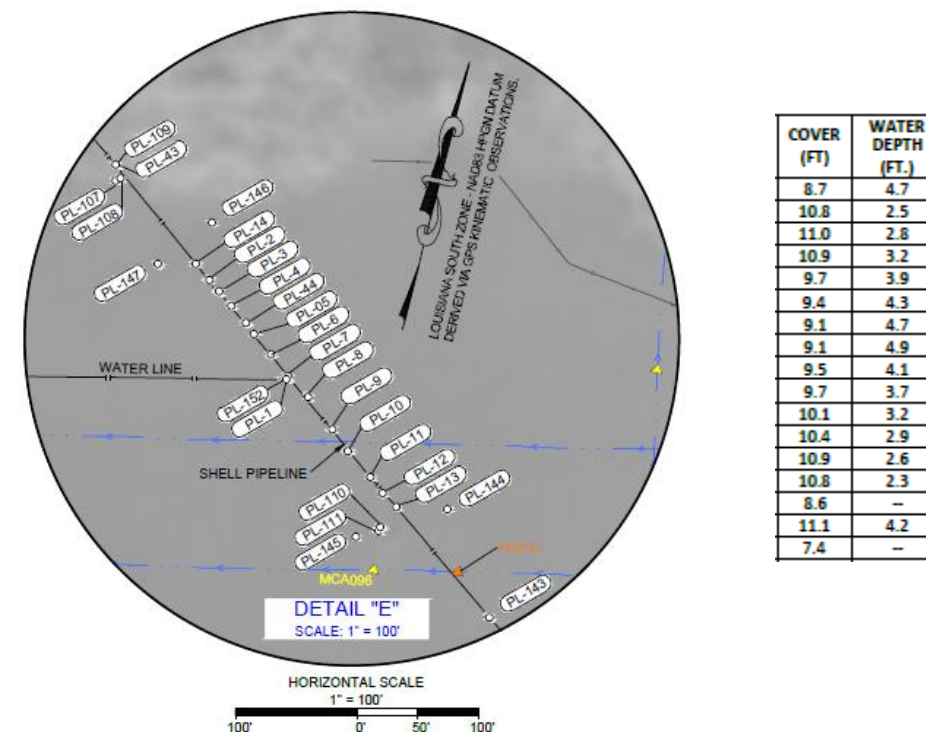 PL-109
PL-43
PL-107
PL-108
PL-146
PL-14
PL-2
PL-3
PL-147
PL-4
PL-44
PL-05
PL-6
PL-7
PL-8
WATER LINE
PL-152
PL-1
PL-9
PL-10
SHELL PIPELINE
PL-11
PL-12
PL-13
PL-144
PL-110
PL-111
PL-145
MCA096
PL-143
LOUISIANA SOUTH ZONE - NAD83 HPGN DATUM
DERIVED VIA GPS KINEMATIC OBSERVATIONS.
DETAIL "E"
SCALE: 1" = 100'
HORIZONTAL SCALE
1" = 100'
100' 0' 50' 100'
COVER (FT) WATER DEPTH (FT.)
8.7 4.7
10.8 2.5
11.0 2.8
10.9 3.2
9.7 3.9
9.4 4.3
9.1 4.7
9.1 4.9
9.5 4.1
9.7 3.7
10.1 3.2
10.4 2.9
10.9 2.6
10.8 2.3
8.6 --
11.1 4.2
7.4 --